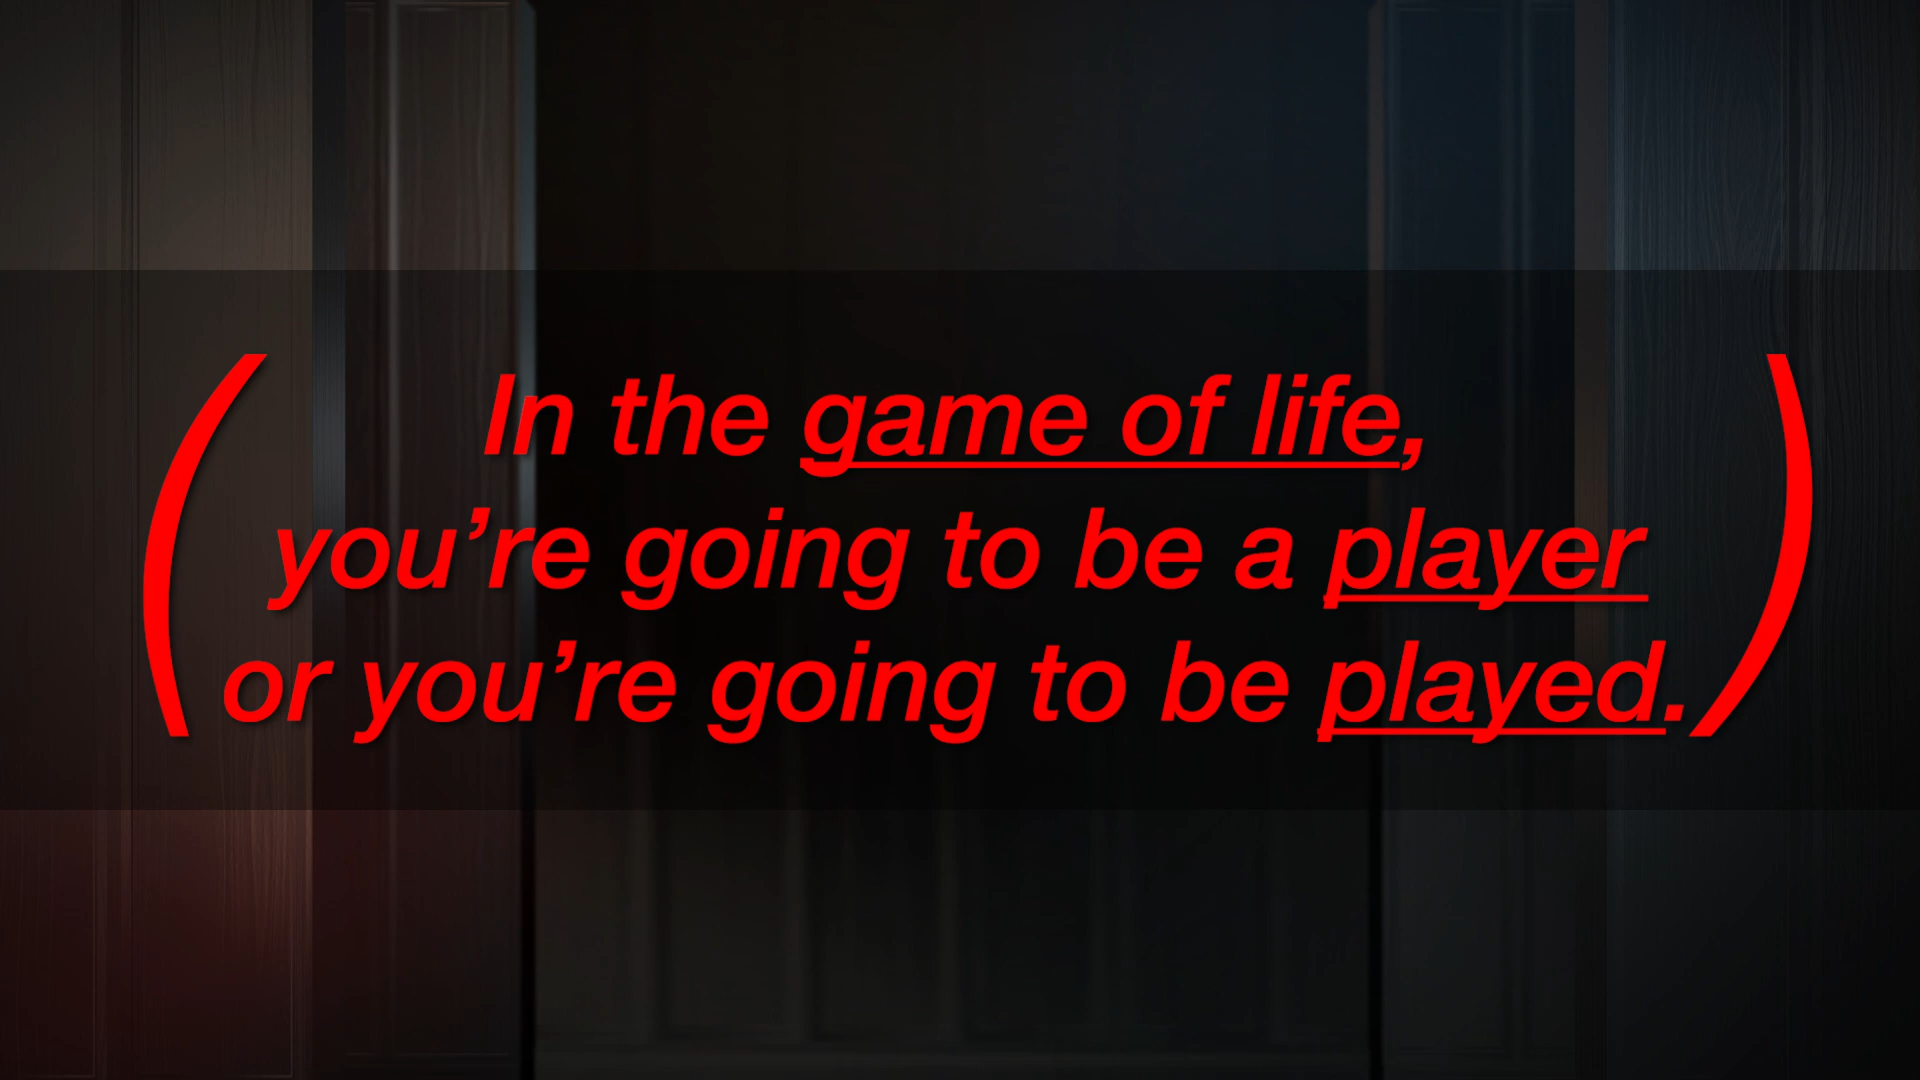 (In the game of life,
you’re going to be a player
or you’re going to be played.)